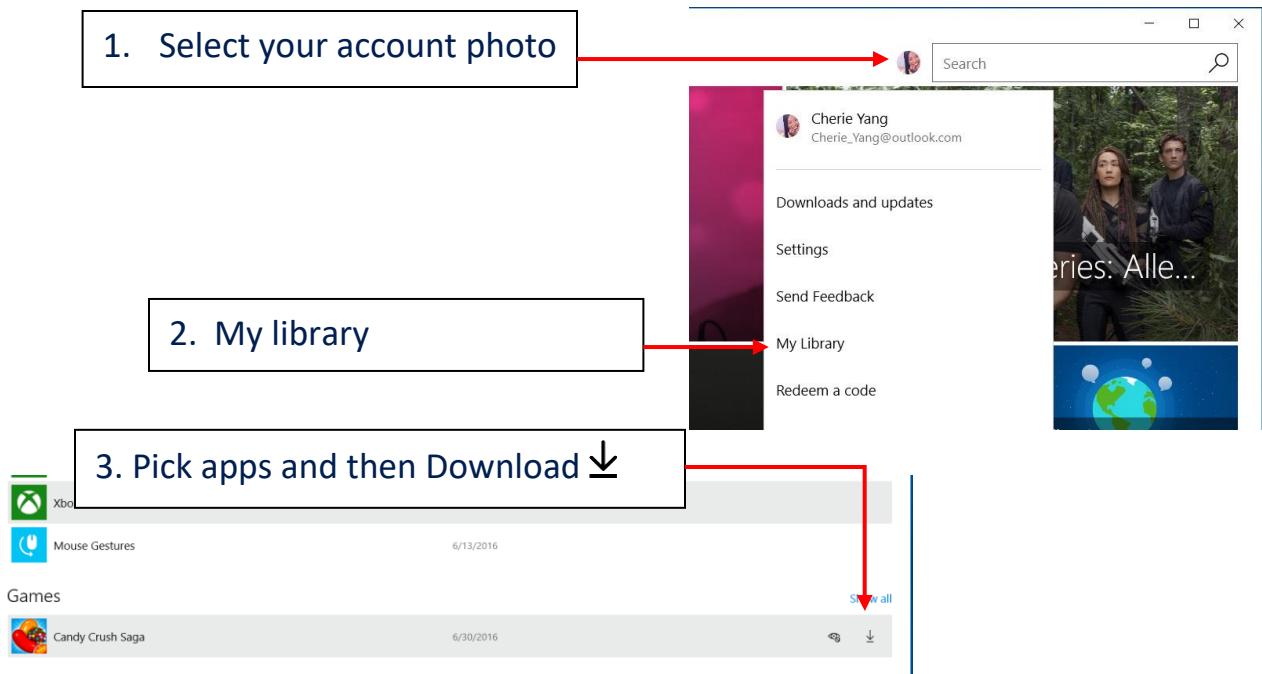 1. Select your account photo
Search
Cherie Yang
Cherie_Yang@outlook.com
Downloads and updates
Settings
Send Feedback
My Library
Redeem a code
eries: Alle...
2. My library
3. Pick apps and then Download
Xbo
Mouse Gestures 6/13/2016
Games Show all
Candy Crush Saga 6/30/2016